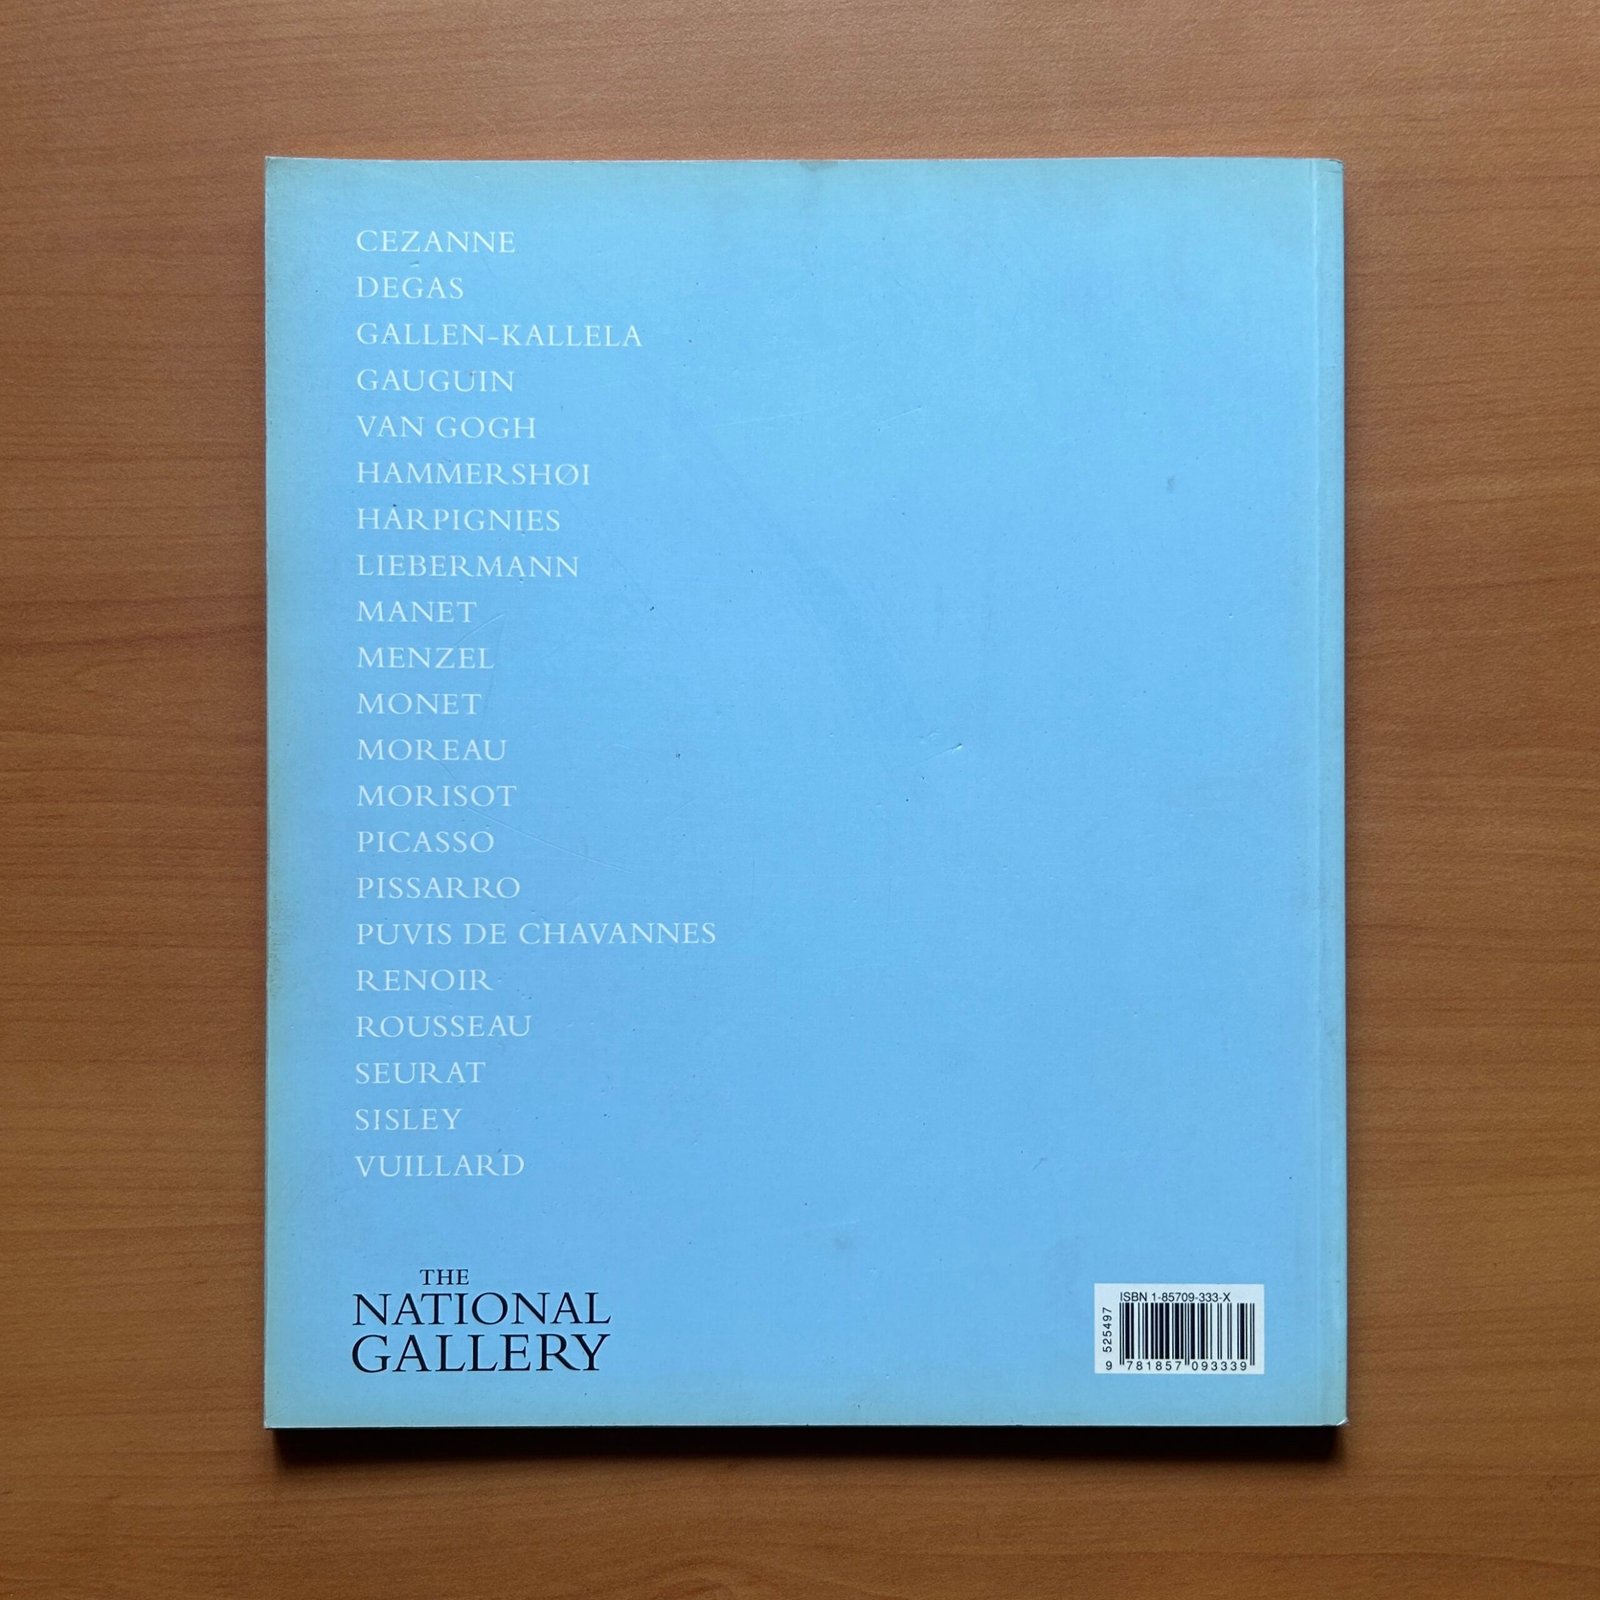 CEZANNE
DEGAS
GALLEN-KALLELA
GAUGUIN
VAN GOGH
HAMMERSHØI
HARPIGNIES
LIEBERMANN
MANET
MENZEL
MONET
MOREAU
MORISOT
PICASSO
PISSARRO
PUVIS DE CHAVANNES
RENOIR
ROUSSEAU
SEURAT
SISLEY
VUILLARD
THE
NATIONAL
GALLERY
ISBN 1-85709-333-X
525497
9 781857 093339